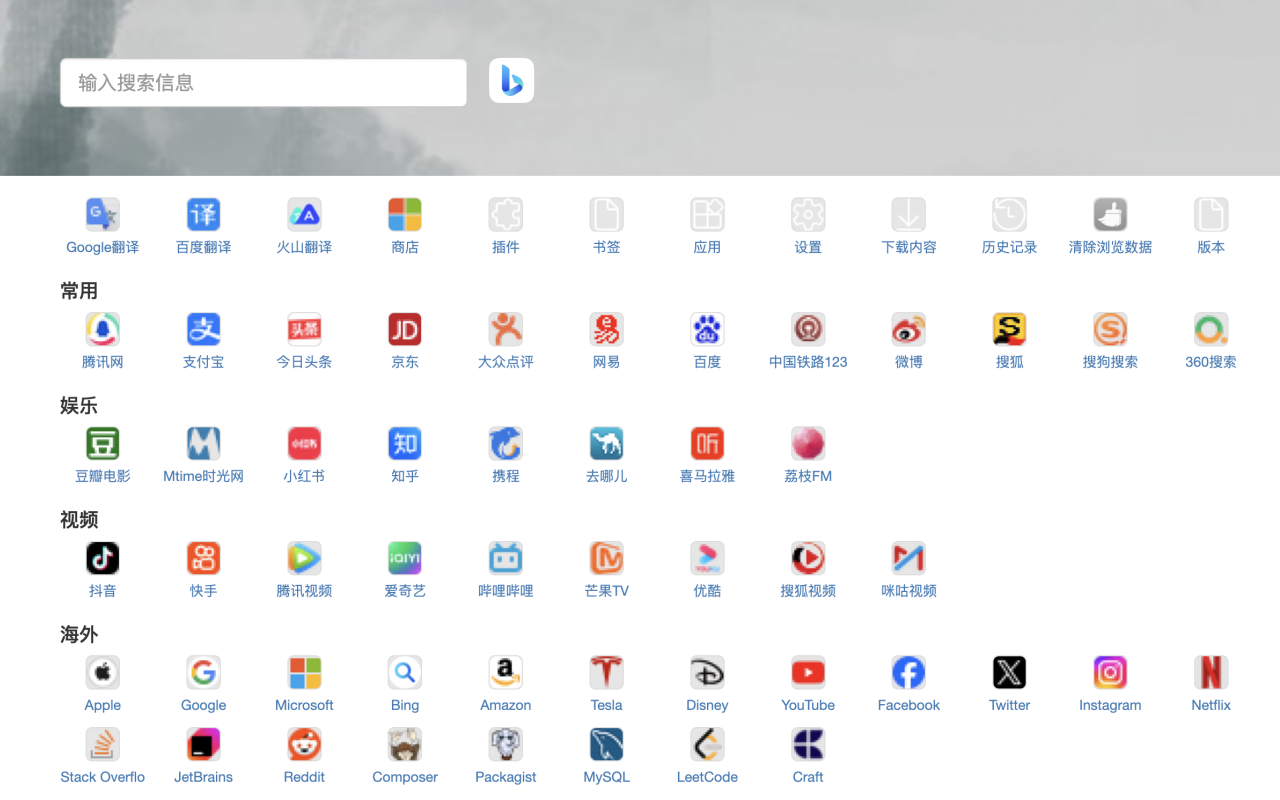 输入搜索信息
Google翻译 百度翻译 火山翻译 商店 插件 书签 应用 设置 下载内容 历史记录 清除浏览数据 版本
常用
腾讯网 支付宝 今日头条 京东 大众点评 网易 百度 中国铁路123 微博 搜狐 搜狗搜索 360搜索
娱乐
豆瓣电影 Mtime时光网 小红书 知乎 携程 去哪儿 喜马拉雅 荔枝FM
视频
抖音 快手 腾讯视频 爱奇艺 哔哩哔哩 芒果TV 优酷 搜狐视频 咪咕视频
海外
Apple Google Microsoft Bing Amazon Tesla Disney YouTube Facebook Twitter Instagram Netflix
Stack Overflo JetBrains Reddit Composer Packagist MySQL LeetCode Craft